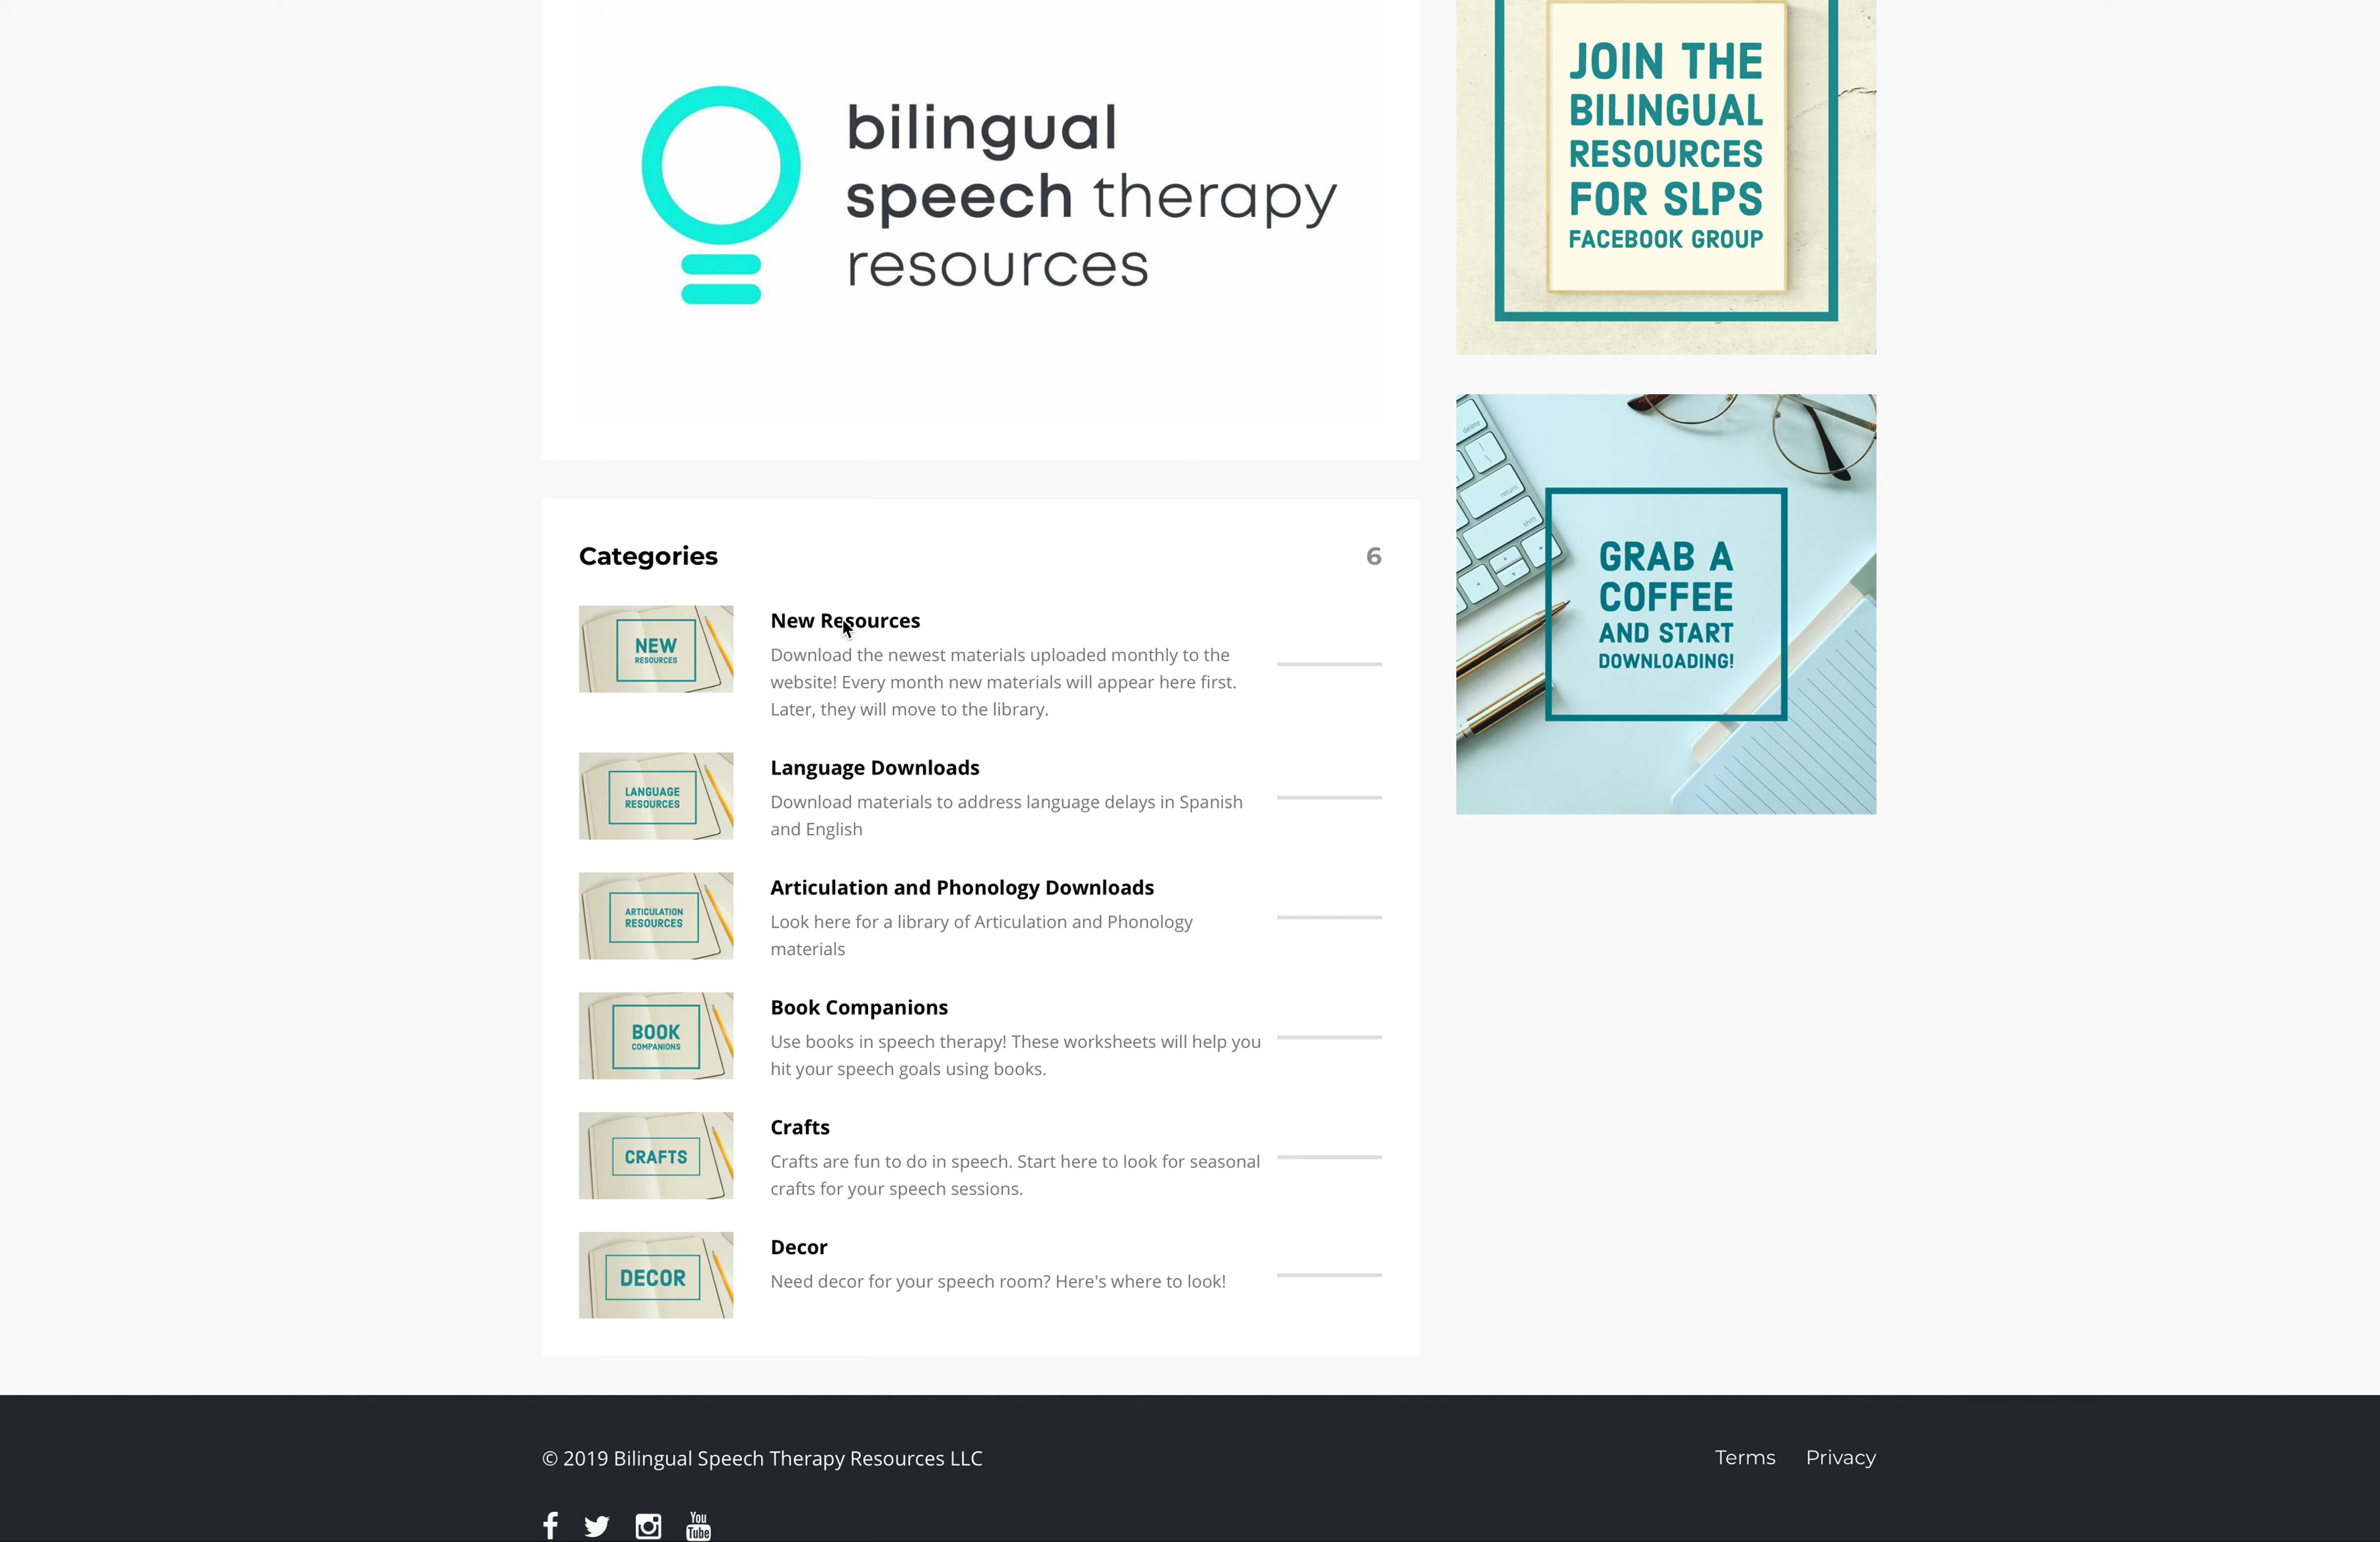 bilingual
speech therapy
resources
JOIN THE
BILINGUAL
RESOURCES
FOR SLPS
FACEBOOK GROUP
delete
return
shift
GRAB A
COFFEE
AND START
DOWNLOADING!
Categories
6
NEW
RESOURCES
New Resources
Download the newest materials uploaded monthly to the
website! Every month new materials will appear here first.
Later, they will move to the library.
LANGUAGE
RESOURCES
Language Downloads
Download materials to address language delays in Spanish
and English
ARTICULATION
RESOURCES
Articulation and Phonology Downloads
Look here for a library of Articulation and Phonology
materials
BOOK
COMPANIONS
Book Companions
Use books in speech therapy! These worksheets will help you
hit your speech goals using books.
CRAFTS
Crafts
Crafts are fun to do in speech. Start here to look for seasonal
crafts for your speech sessions.
DECOR
Decor
Need decor for your speech room? Here's where to look!
© 2019 Bilingual Speech Therapy Resources LLC
Terms Privacy
You
Tube